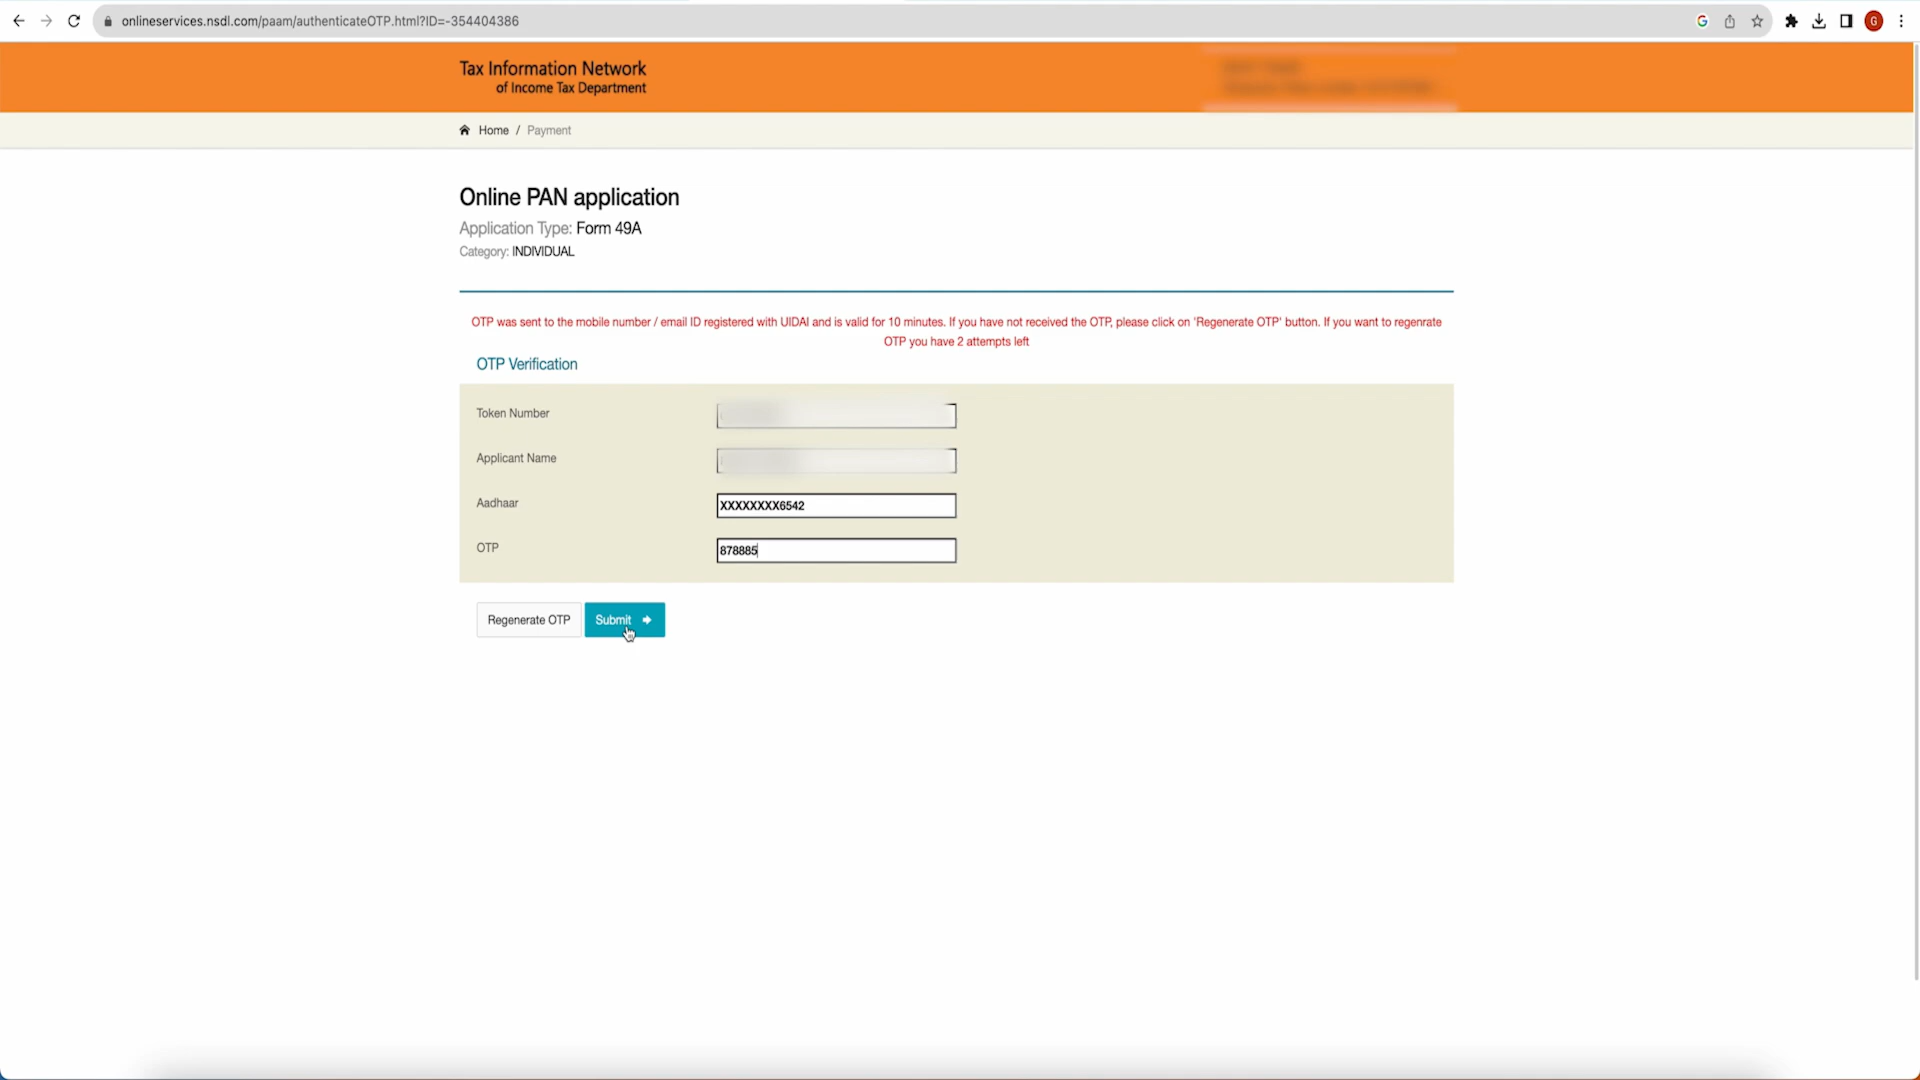 onlineservices.nsdl.com/paam/authenticateOTP.html?ID=-354404386
G
G
Tax Information Network
of Income Tax Department
Home / Payment
Online PAN application
Application Type: Form 49A
Category: INDIVIDUAL
OTP was sent to the mobile number / email ID registered with UIDAI and is valid for 10 minutes. If you have not received the OTP, please click on 'Regenerate OTP' button. If you want to regenrate
OTP you have 2 attempts left
OTP Verification
Token Number
Applicant Name
Aadhaar XXXXXXXX6542
OTP 878885
Regenerate OTP Submit